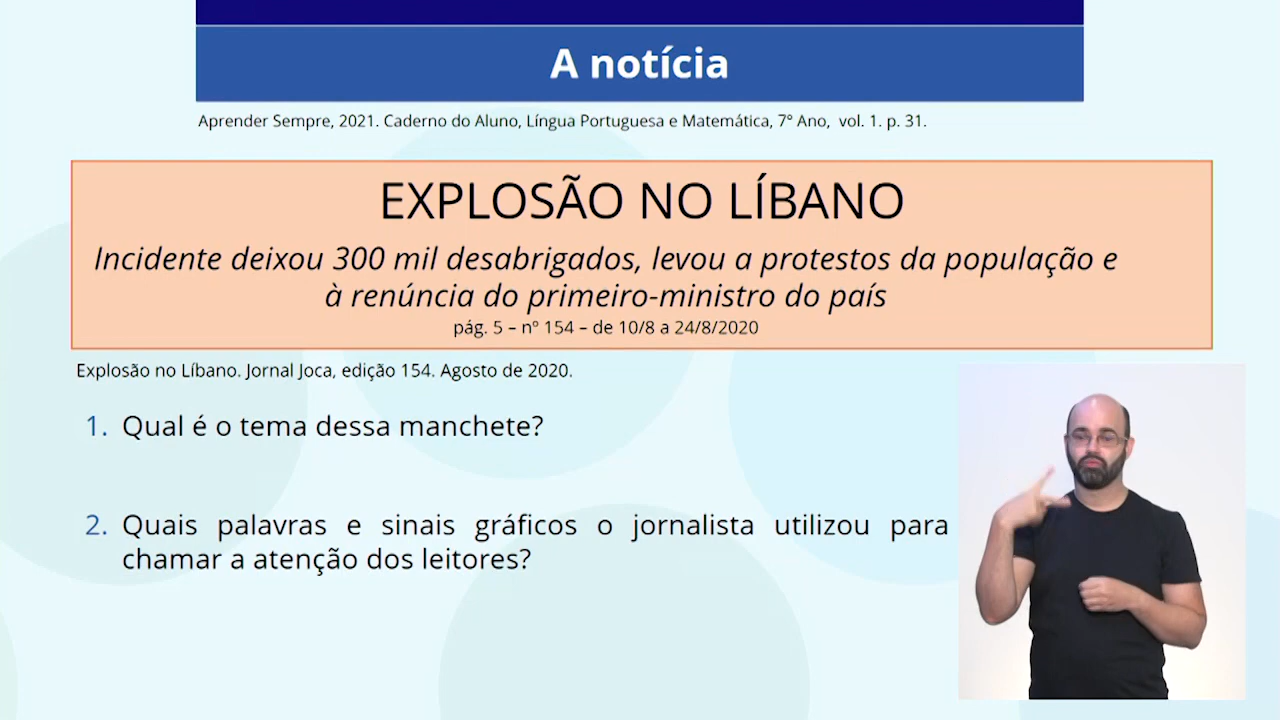 A notícia
Aprender Sempre, 2021. Caderno do Aluno, Língua Portuguesa e Matemática, 7º Ano, vol. 1. p. 31.
EXPLOSÃO NO LÍBANO
Incidente deixou 300 mil desabrigados, levou a protestos da população e
à renúncia do primeiro-ministro do país
pág. 5 – nº 154 – de 10/8 a 24/8/2020
Explosão no Líbano. Jornal Joca, edição 154. Agosto de 2020.
1. Qual é o tema dessa manchete?
2. Quais palavras e sinais gráficos o jornalista utilizou para
chamar a atenção dos leitores?